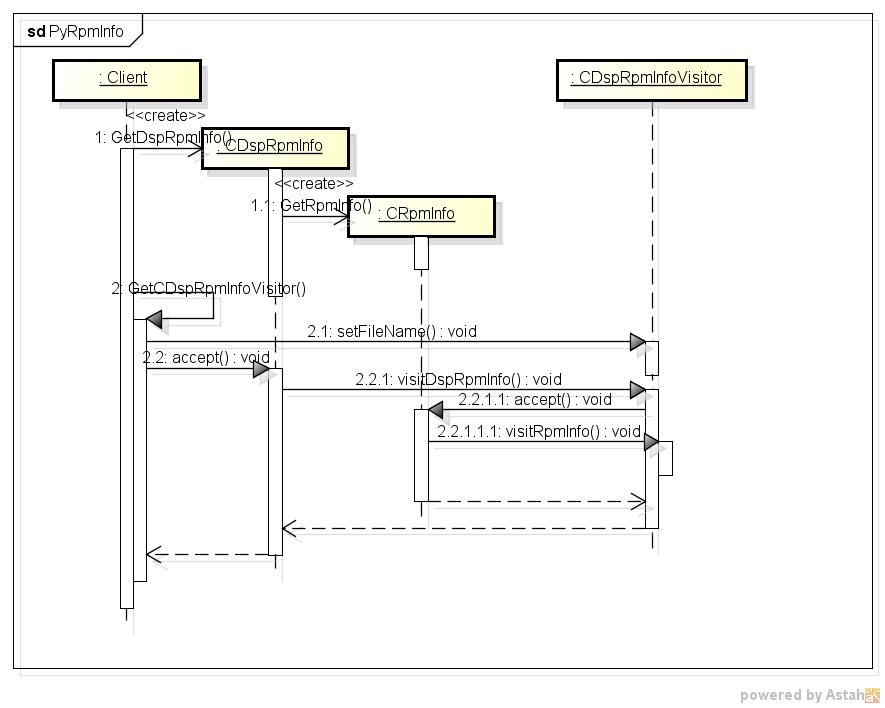 sd PyRpmInfo
: Client
: CDspRpmInfoVisitor
<<create>>
1: GetDspRpmInfo()
: CDspRpmInfo
<<create>>
1.1: GetRpmInfo()
: CRpmInfo
2: GetCDspRpmInfoVisitor()
2.1: setFileName() : void
2.2: accept() : void
2.2.1: visitDspRpmInfo() : void
2.2.1.1: accept() : void
2.2.1.1.1: visitRpmInfo() : void
powered by Astah